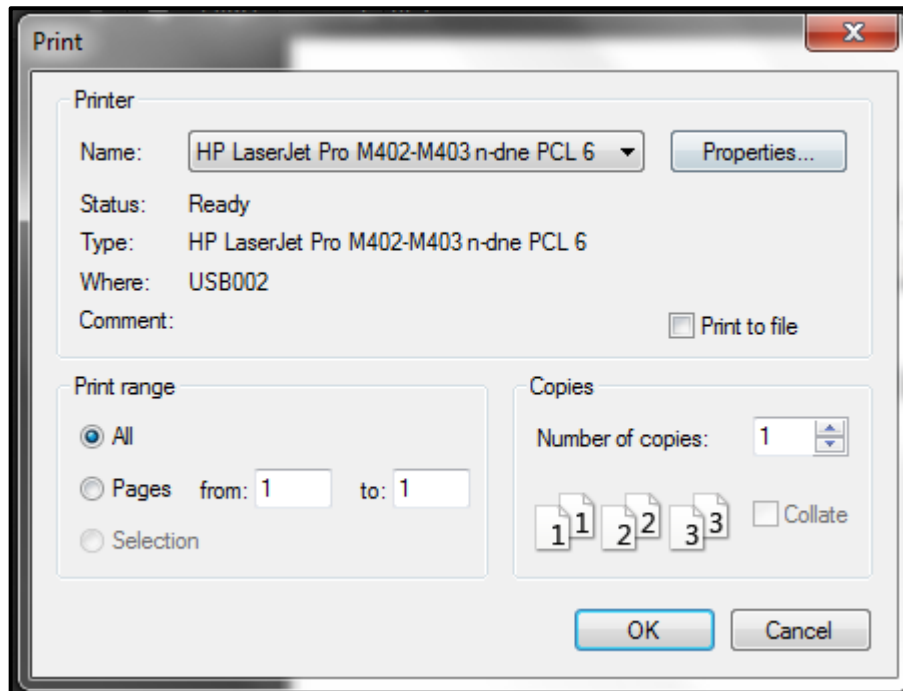 Print
Printer
Name: HP LaserJet Pro M402-M403 n-dne PCL 6 Properties...
Status: Ready
Type: HP LaserJet Pro M402-M403 n-dne PCL 6
Where: USB002
Comment: Print to file
Print range
All
Pages from: 1 to: 1
Selection
Copies
Number of copies: 1
1 1 2 2 3 3 Collate
OK Cancel